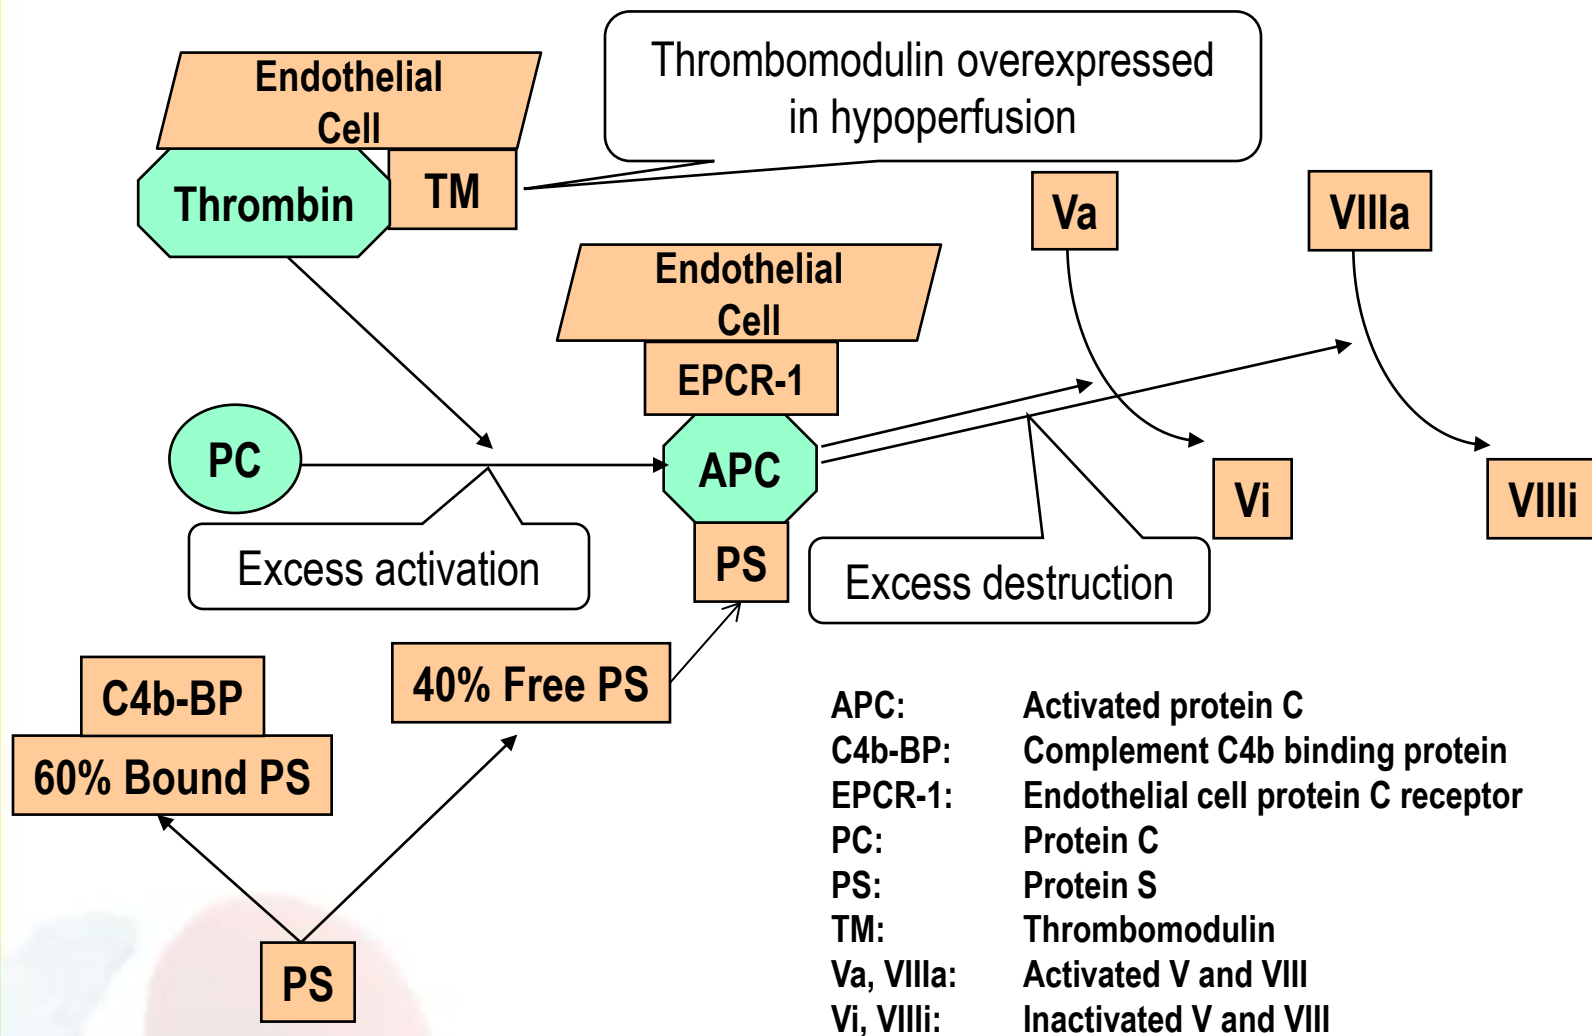 Endothelial
Cell
Thrombomodulin overexpressed
in hypoperfusion
Thrombin
TM
Va
VIIIa
Endothelial
Cell
EPCR-1
PC
APC
Vi
VIIIi
Excess activation
PS
Excess destruction
C4b-BP
40% Free PS
60% Bound PS
PS
APC: Activated protein C
C4b-BP: Complement C4b binding protein
EPCR-1: Endothelial cell protein C receptor
PC: Protein C
PS: Protein S
TM: Thrombomodulin
Va, VIIIa: Activated V and VIII
Vi, VIIIi: Inactivated V and VIII